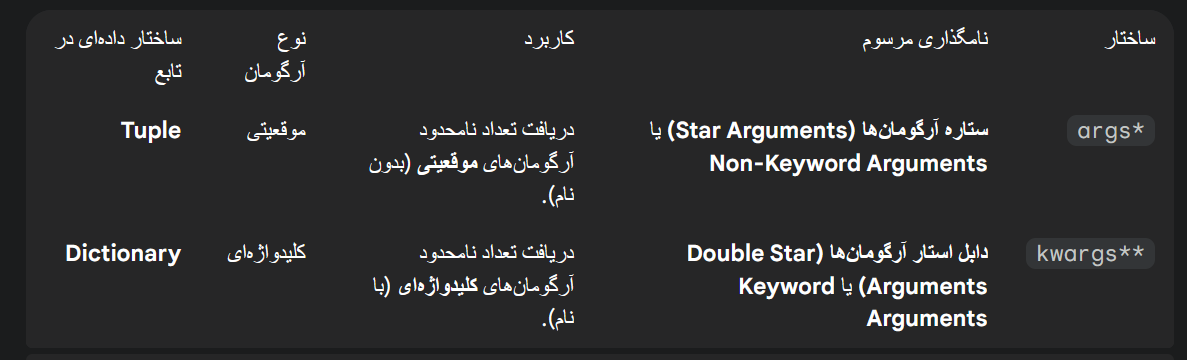 ساختار
نامگذاری مرسوم
کاربرد
نوع
آرگومان
ساختار داده‌ای در
تابع
args*
ستاره آرگومان‌ها (Star Arguments) یا
Non-Keyword Arguments
دریافت تعداد نامحدود
آرگومان‌های موقعیتی (بدون
نام).
موقعیتی
Tuple
kwargs**
دابل استار آرگومان‌ها (Double Star
Arguments) یا Keyword
Arguments
دریافت تعداد نامحدود
آرگومان‌های کلیدواژه‌ای (با
نام).
کلیدواژه‌ای
Dictionary